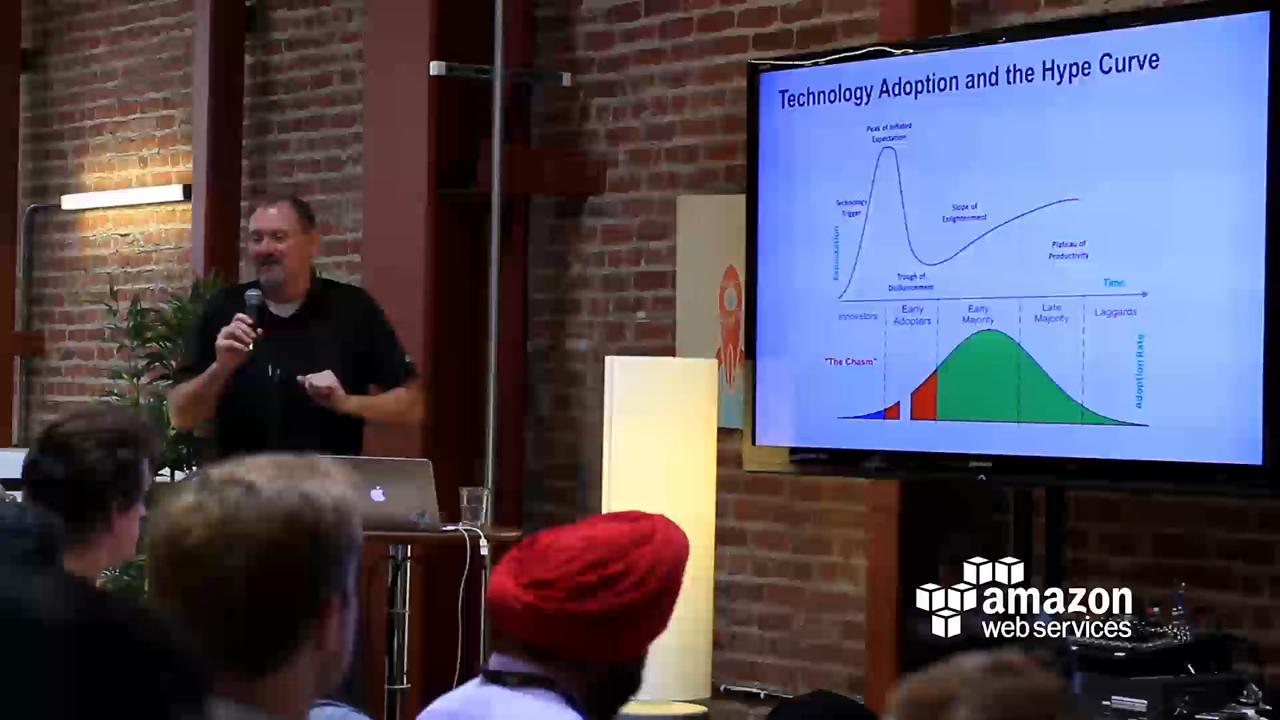 Technology Adoption and the Hype Curve
Peak of Inflated
Expectation
Technology
Trigger
Expectation
Slope of
Enlightenment
Plateau of
Productivity
Trough of
Disillusionment
Time
Innovators
Early
Adopters
Early
Majority
Late
Majority
Laggards
"The Chasm"
Adoption Rate
amazon
web services